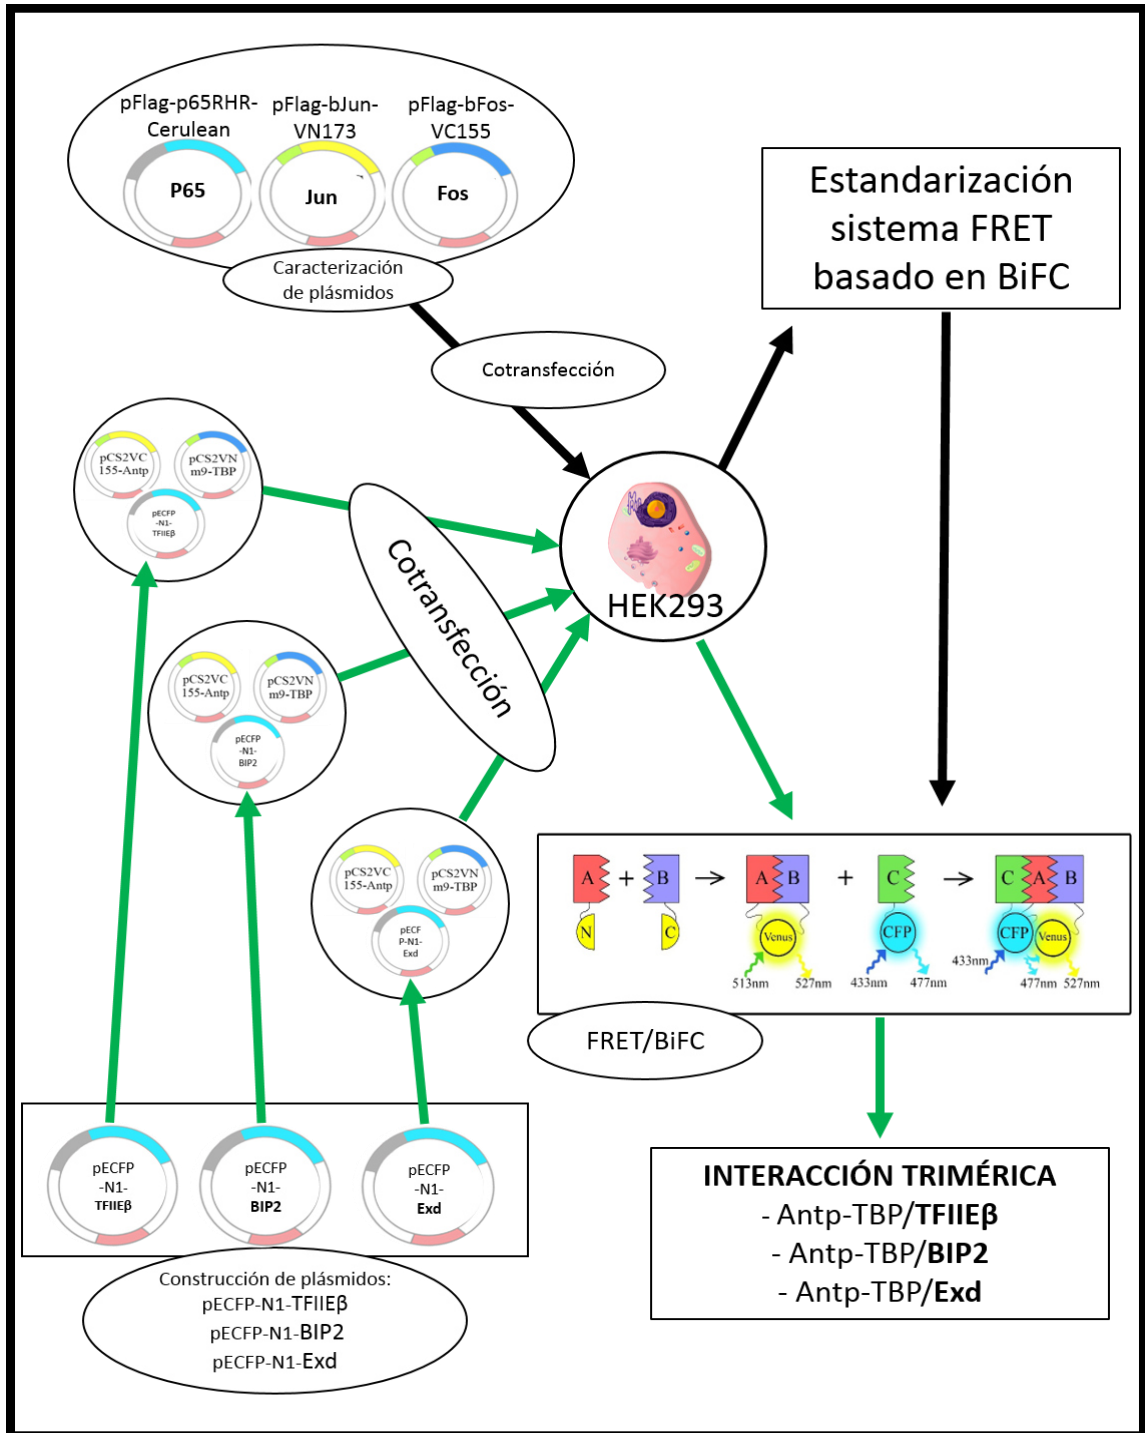 pFlag-p65RHR-
Cerulean
pFlag-bJun-
VN173
pFlag-bFos-
VC155
P65
Jun
Fos
Caracterización
de plásmidos
Estandarización
sistema FRET
basado en BiFC
Cotransfección
pCS2VC
155-Antp
pCS2VN
m9-TBP
pECFP
-N1-
TFIIEβ
Cotransfección
HEK293
pCS2VC
155-Antp
pCS2VN
m9-TBP
pECFP
-N1-
BIP2
pCS2VC
155-Antp
pCS2VN
m9-TBP
pECF
P-N1-
Exd
A + B
N C
A B
Venus
513nm 527nm
+
C
CFP
433nm 477nm
C A B
CFP Venus
433nm
477nm 527nm
FRET/BiFC
pECFP
-N1-
TFIIEβ
pECFP
-N1-
BIP2
pECFP
-N1-
Exd
Construcción de plásmidos:
pECFP-N1-TFIIEβ
pECFP-N1-BIP2
pECFP-N1-Exd
INTERACCIÓN TRIMÉRICA
- Antp-TBP/TFIIEβ
- Antp-TBP/BIP2
- Antp-TBP/Exd